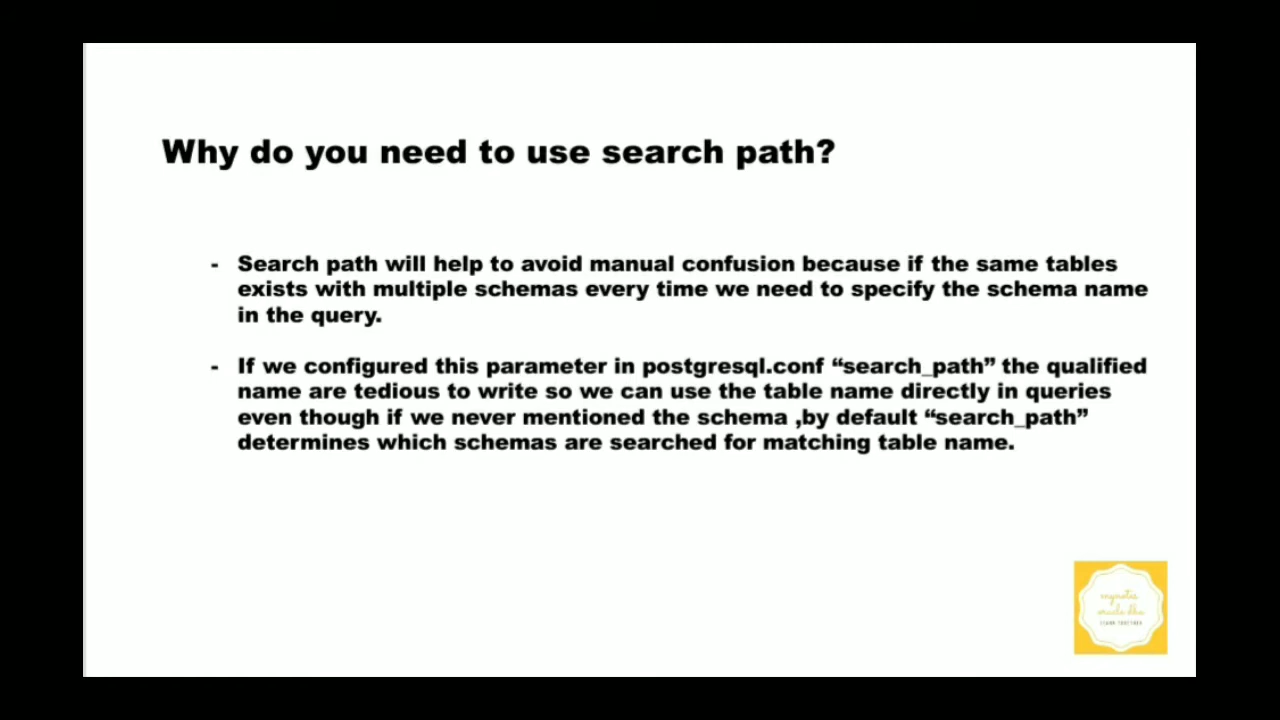 Why do you need to use search path?
- Search path will help to avoid manual confusion because if the same tables
exists with multiple schemas every time we need to specify the schema name
in the query.
- If we configured this parameter in postgresql.conf “search_path” the qualified
name are tedious to write so we can use the table name directly in queries
even though if we never mentioned the schema ,by default “search_path”
determines which schemas are searched for matching table name.
oracle dba
LEARN TOGETHER